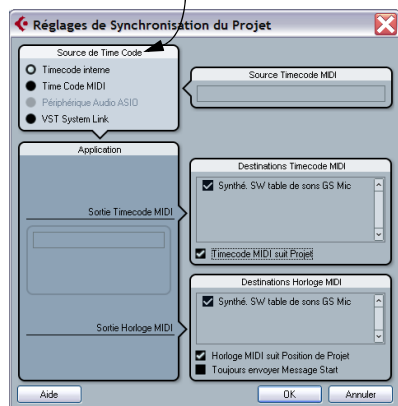 Réglages de Synchronisation du Projet
Source de Time Code
Timecode interne
Time Code MIDI
Périphérique Audio ASIO
VST System Link
Source Timecode MIDI
Application
Sortie Timecode MIDI
Sortie Horloge MIDI
Destinations Timecode MIDI
Synthé. SW table de sons GS Mic
Timecode MIDI suit Projet
Destinations Horloge MIDI
Synthé. SW table de sons GS Mic
Horloge MIDI suit Position de Projet
Toujours envoyer Message Start
Aide
OK
Annuler